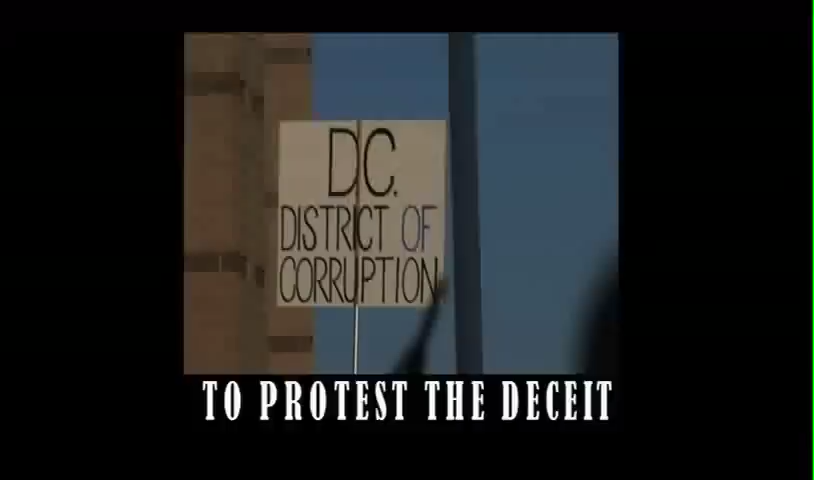 D.C.
DISTRICT OF
CORRUPTION
TO PROTEST THE DECEIT